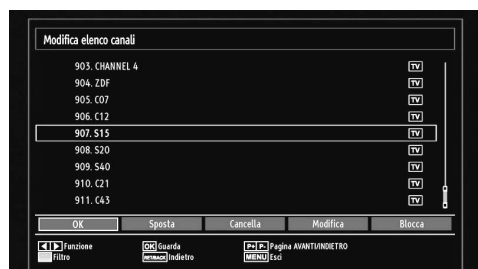 Modifica elenco canali
903. CHANNEL 4 TV
904. ZDF TV
905. C07 TV
906. C12 TV
907. S15 TV
908. S20 TV
909. S40 TV
910. C21 TV
911. C43 TV
OK Sposta Cancella Modifica Blocca
Funzione OK Guarda P+ P- Pagina AVANTI/INDIETRO
Filtro RET/BACK Indietro MENU Esci